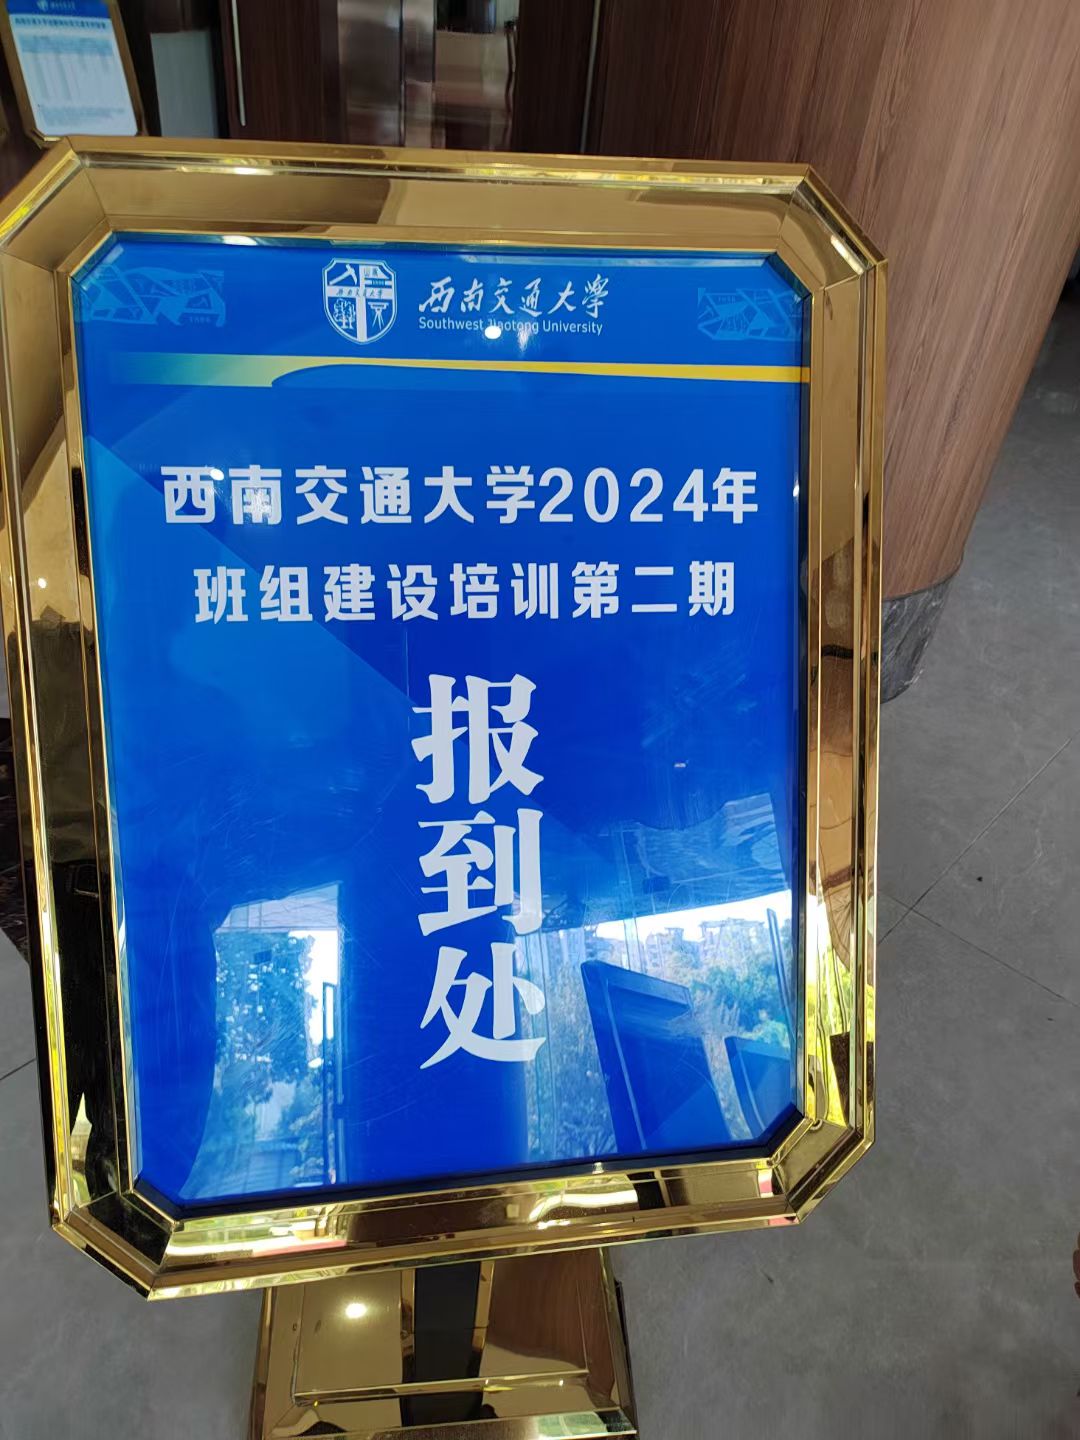 西南交通大学
Southwest Jiaotong University
西南交通大学2024年
班组建设培训第二期
报到处